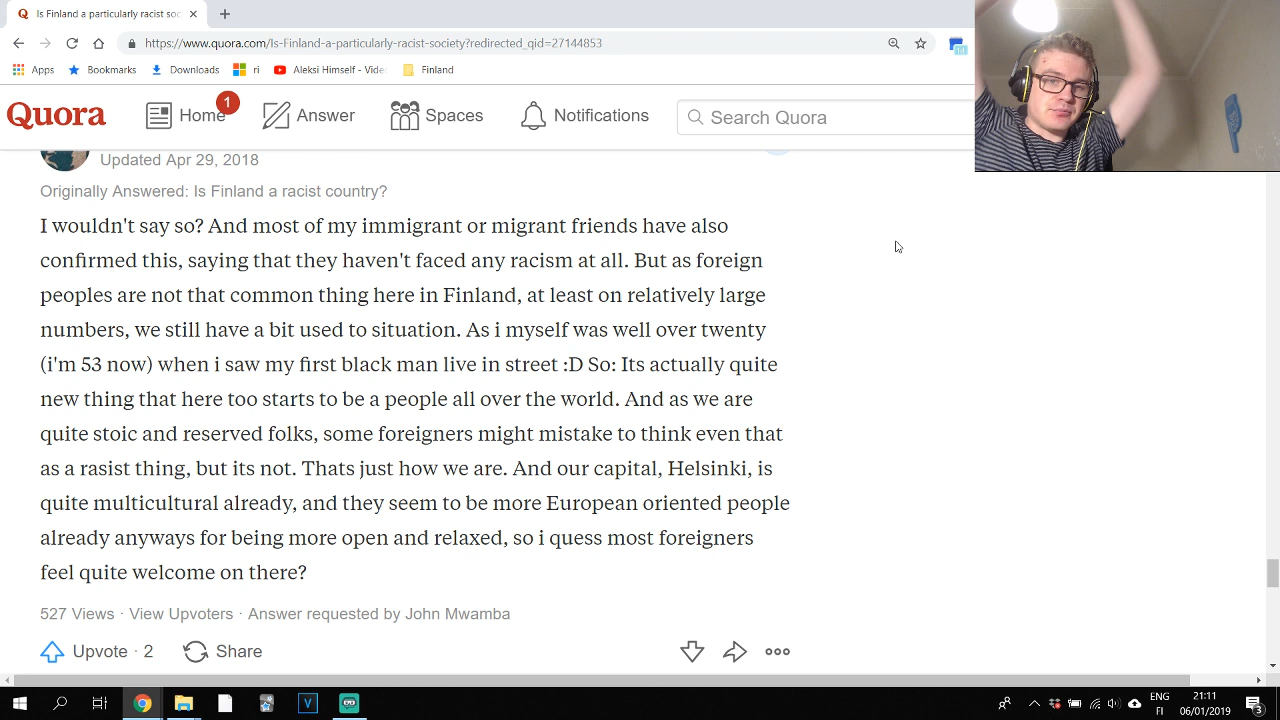 Is Finland a particularly racist soc
https://www.quora.com/Is-Finland-a-particularly-racist-society?redirected_qid=27144853
Apps Bookmarks Downloads ri Aleksi Himself - Vide Finland
Quora Home 1 Answer Spaces Notifications Search Quora
Updated Apr 29, 2018
Originally Answered: Is Finland a racist country?
I wouldn't say so? And most of my immigrant or migrant friends have also
confirmed this, saying that they haven't faced any racism at all. But as foreign
peoples are not that common thing here in Finland, at least on relatively large
numbers, we still have a bit used to situation. As i myself was well over twenty
(i'm 53 now) when i saw my first black man live in street :D So: Its actually quite
new thing that here too starts to be a people all over the world. And as we are
quite stoic and reserved folks, some foreigners might mistake to think even that
as a rasist thing, but its not. Thats just how we are. And our capital, Helsinki, is
quite multicultural already, and they seem to be more European oriented people
already anyways for being more open and relaxed, so i quess most foreigners
feel quite welcome on there?
527 Views · View Upvoters · Answer requested by John Mwamba
Upvote · 2 Share
ENG 21:11
FI 06/01/2019 3